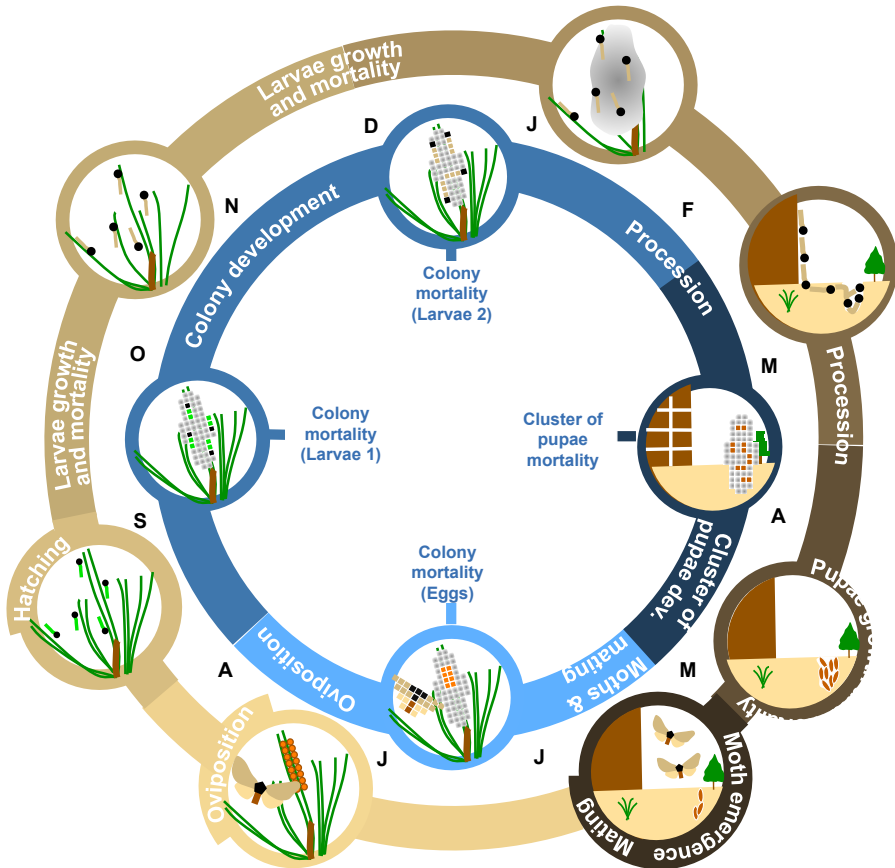 Larvae growth
and mortality
D
J
N
F
Colony development
Procession
Colony
mortality
(Larvae 2)
O
M
Larvae growth
and mortality
Procession
Colony
mortality
(Larvae 1)
Cluster of
pupae
mortality
S
A
Hatching
Colony
mortality
(Eggs)
Cluster of
pupae dev.
Pupae
A
Oviposition
Moths &
mating
M
J
J
Oviposition
Moth emergence
Mating